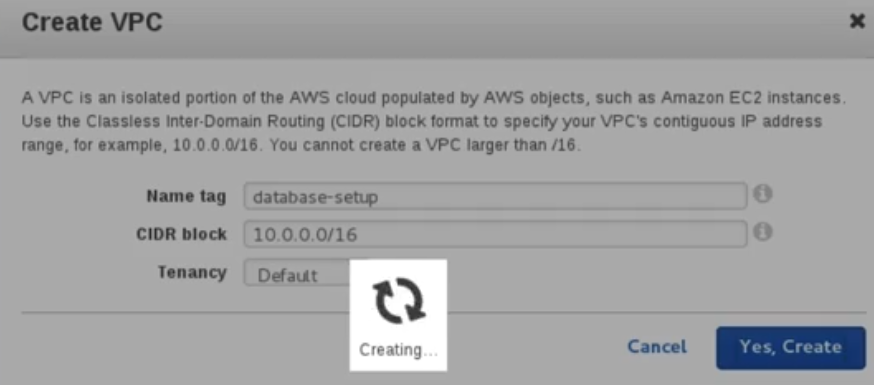 Create VPC
A VPC is an isolated portion of the AWS cloud populated by AWS objects, such as Amazon EC2 instances.
Use the Classless Inter-Domain Routing (CIDR) block format to specify your VPC's contiguous IP address
range, for example, 10.0.0.0/16. You cannot create a VPC larger than /16.
Name tag database-setup
CIDR block 10.0.0.0/16
Tenancy Default
Creating...
Cancel Yes, Create